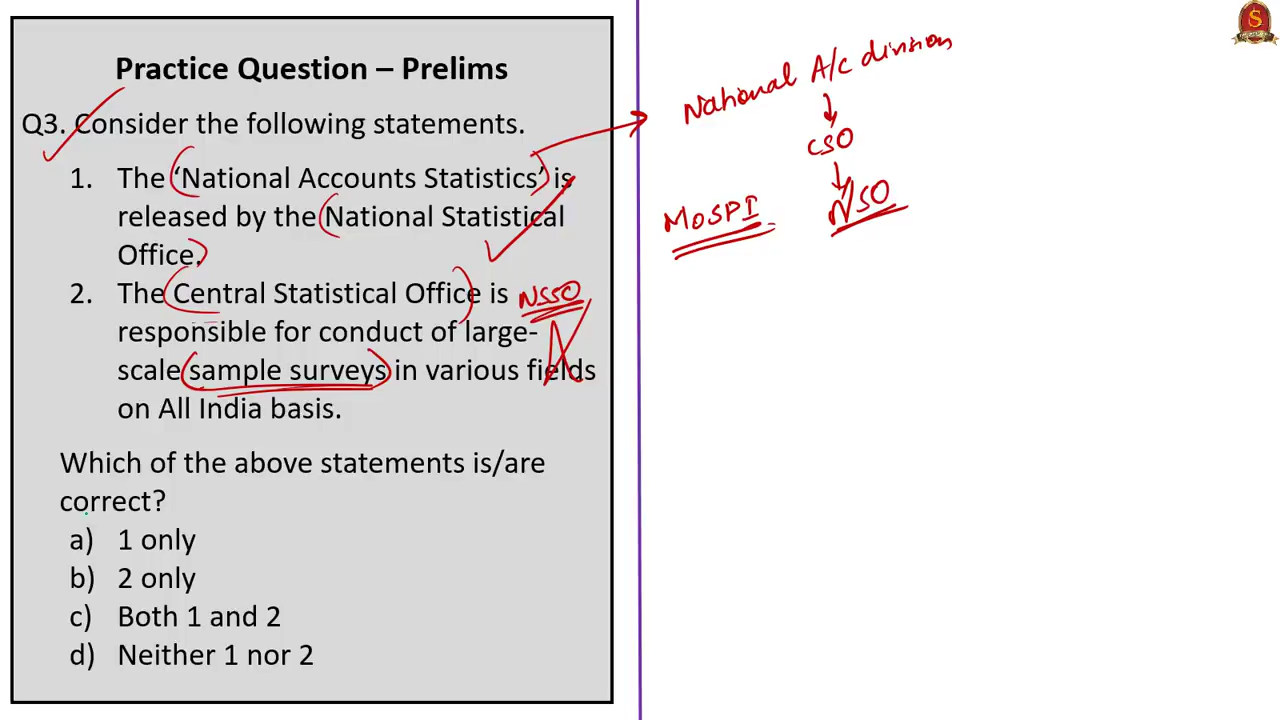 Practice Question – Prelims
Q3. Consider the following statements.
1. The ‘National Accounts Statistics’ is
released by the National Statistical
Office.
2. The Central Statistical Office is
responsible for conduct of large-
scale sample surveys in various fields
on All India basis.
Which of the above statements is/are
correct?
a) 1 only
b) 2 only
c) Both 1 and 2
d) Neither 1 nor 2
NSSO
National A/c division
CSO
MoSPI
NSO
S